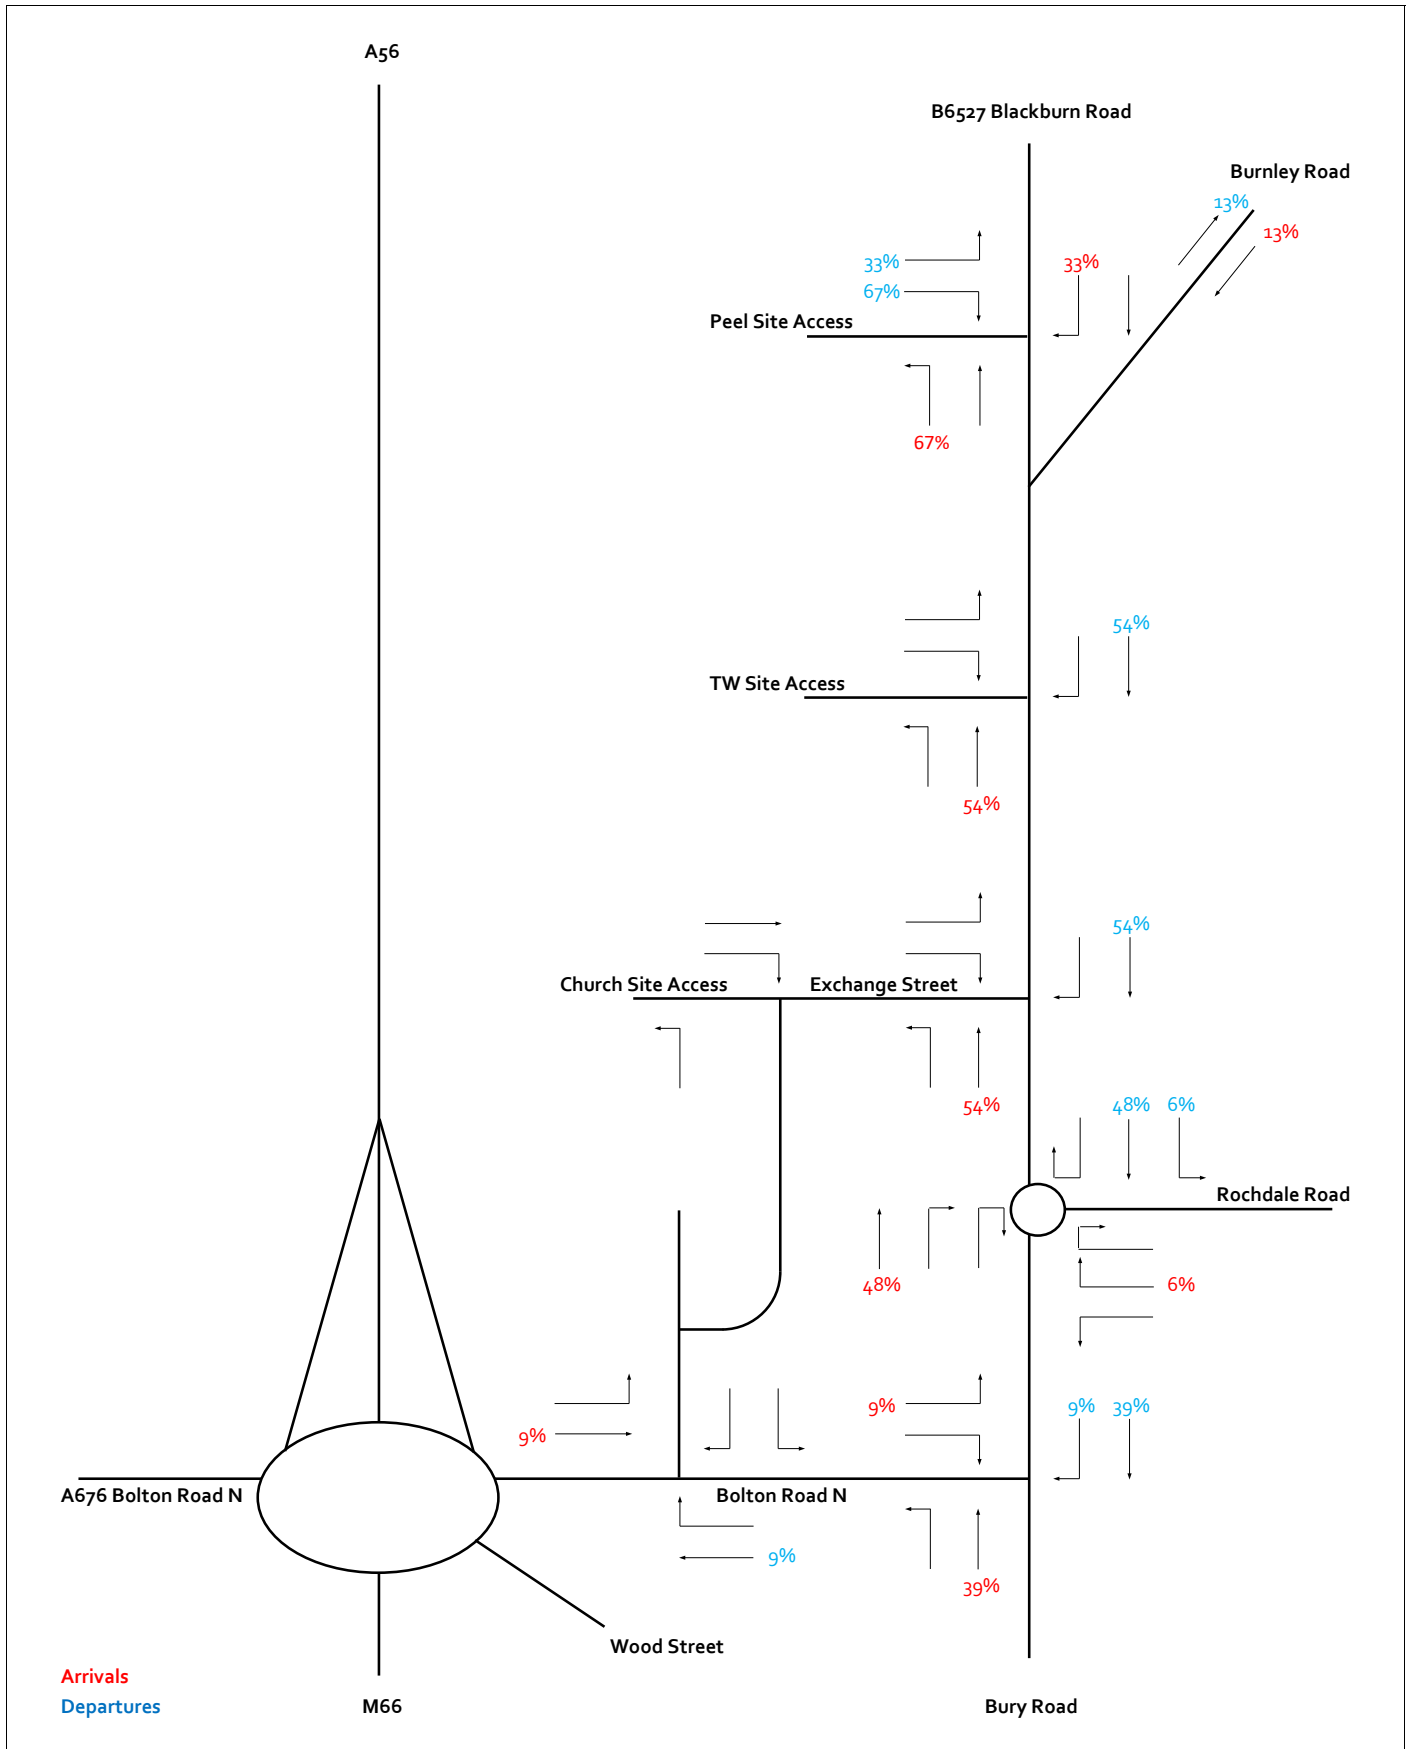 A56
B6527 Blackburn Road
Burnley Road
13%
13%
33%
33%
67%
Peel Site Access
67%
54%
TW Site Access
54%
54%
Church Site Access
Exchange Street
54%
48%
6%
Rochdale Road
48%
6%
9%
9%
39%
9%
A676 Bolton Road N
Bolton Road N
9%
39%
Wood Street
Arrivals
Departures
M66
Bury Road